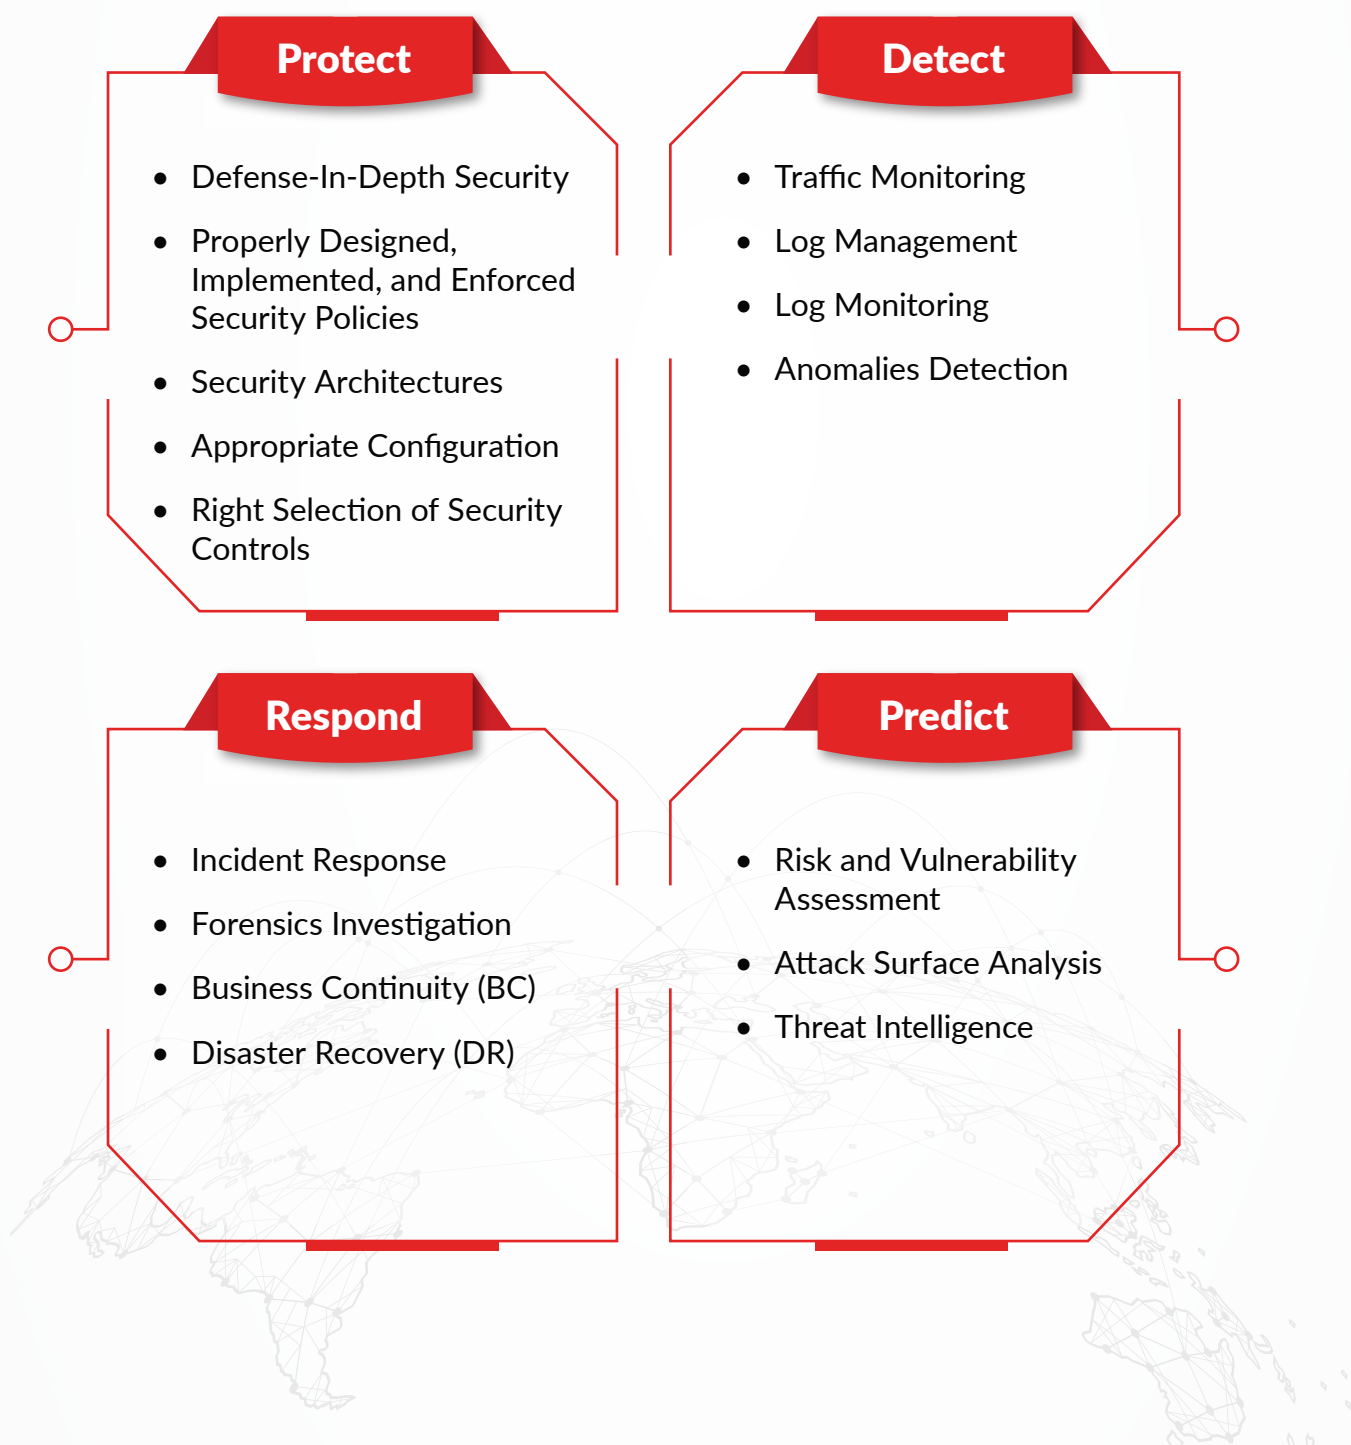 Protect
• Defense-In-Depth Security
• Properly Designed,
Implemented, and Enforced
Security Policies
• Security Architectures
• Appropriate Configuration
• Right Selection of Security
Controls
Detect
• Traffic Monitoring
• Log Management
• Log Monitoring
• Anomalies Detection
Respond
• Incident Response
• Forensics Investigation
• Business Continuity (BC)
• Disaster Recovery (DR)
Predict
• Risk and Vulnerability
Assessment
• Attack Surface Analysis
• Threat Intelligence